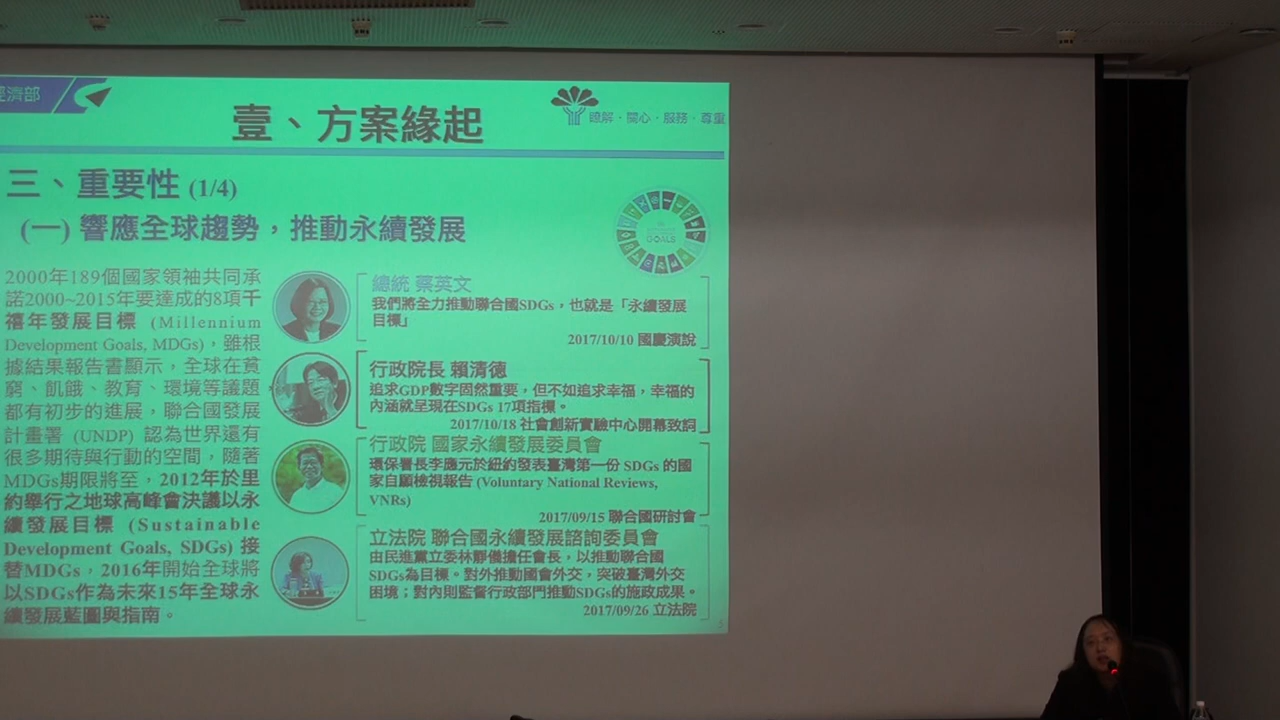 經濟部
壹、方案緣起
瞭解·關心·服務·尊重
三、重要性 (1/4)
(一) 響應全球趨勢，推動永續發展
GOALS
2000年189個國家領袖共同承
諾2000~2015年要達成的8項千
禧年發展目標 (Millennium
Development Goals, MDGs)，雖根
據結果報告書顯示，全球在貧
窮、飢餓、教育、環境等議題，
都有初步的進展，聯合國發展
計畫署 (UNDP) 認為世界還有
很多期待與行動的空間，隨著
MDGs期限將至，2012年於里
約舉行之地球高峰會決議以永
續發展目標 (Sustainable
Development Goals, SDGs) 接
替MDGs，2016年開始全球將
以SDGs作為未來15年全球永
續發展藍圖與指南。
總統 蔡英文
我們將全力推動聯合國SDGs，也就是「永續發展
目標」
2017/10/10 國慶演說
行政院長 賴清德
追求GDP數字固然重要，但不如追求幸福，幸福的
內涵就呈現在SDGs 17項指標。
2017/10/18 社會創新實驗中心開幕致詞
行政院 國家永續發展委員會
環保署長李應元於紐約發表臺灣第一份 SDGs 的國
家自願檢視報告 (Voluntary National Reviews,
VNRs)
2017/09/15 聯合國研討會
立法院 聯合國永續發展諮詢委員會
由民進黨立委林靜儀擔任會長，以推動聯合國
SDGs為目標。對外推動國會外交，突破臺灣外交
困境；對內則監督行政部門推動SDGs的施政成果。
2017/09/26 立法院
5